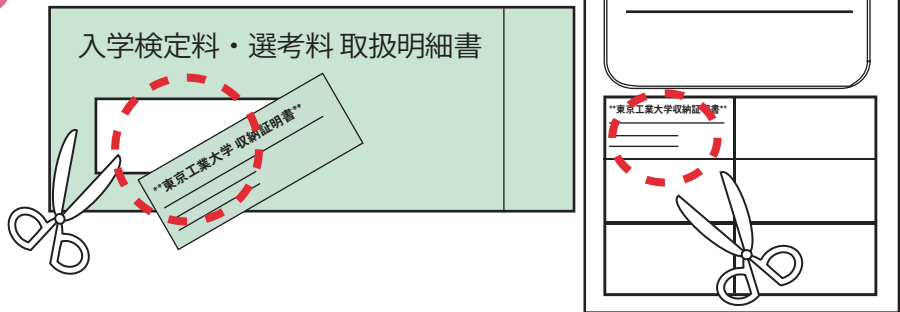 入学検定料・選考料 取扱明細書
**東京工業大学 収納証明書**
**東京工業大学収納証明書**